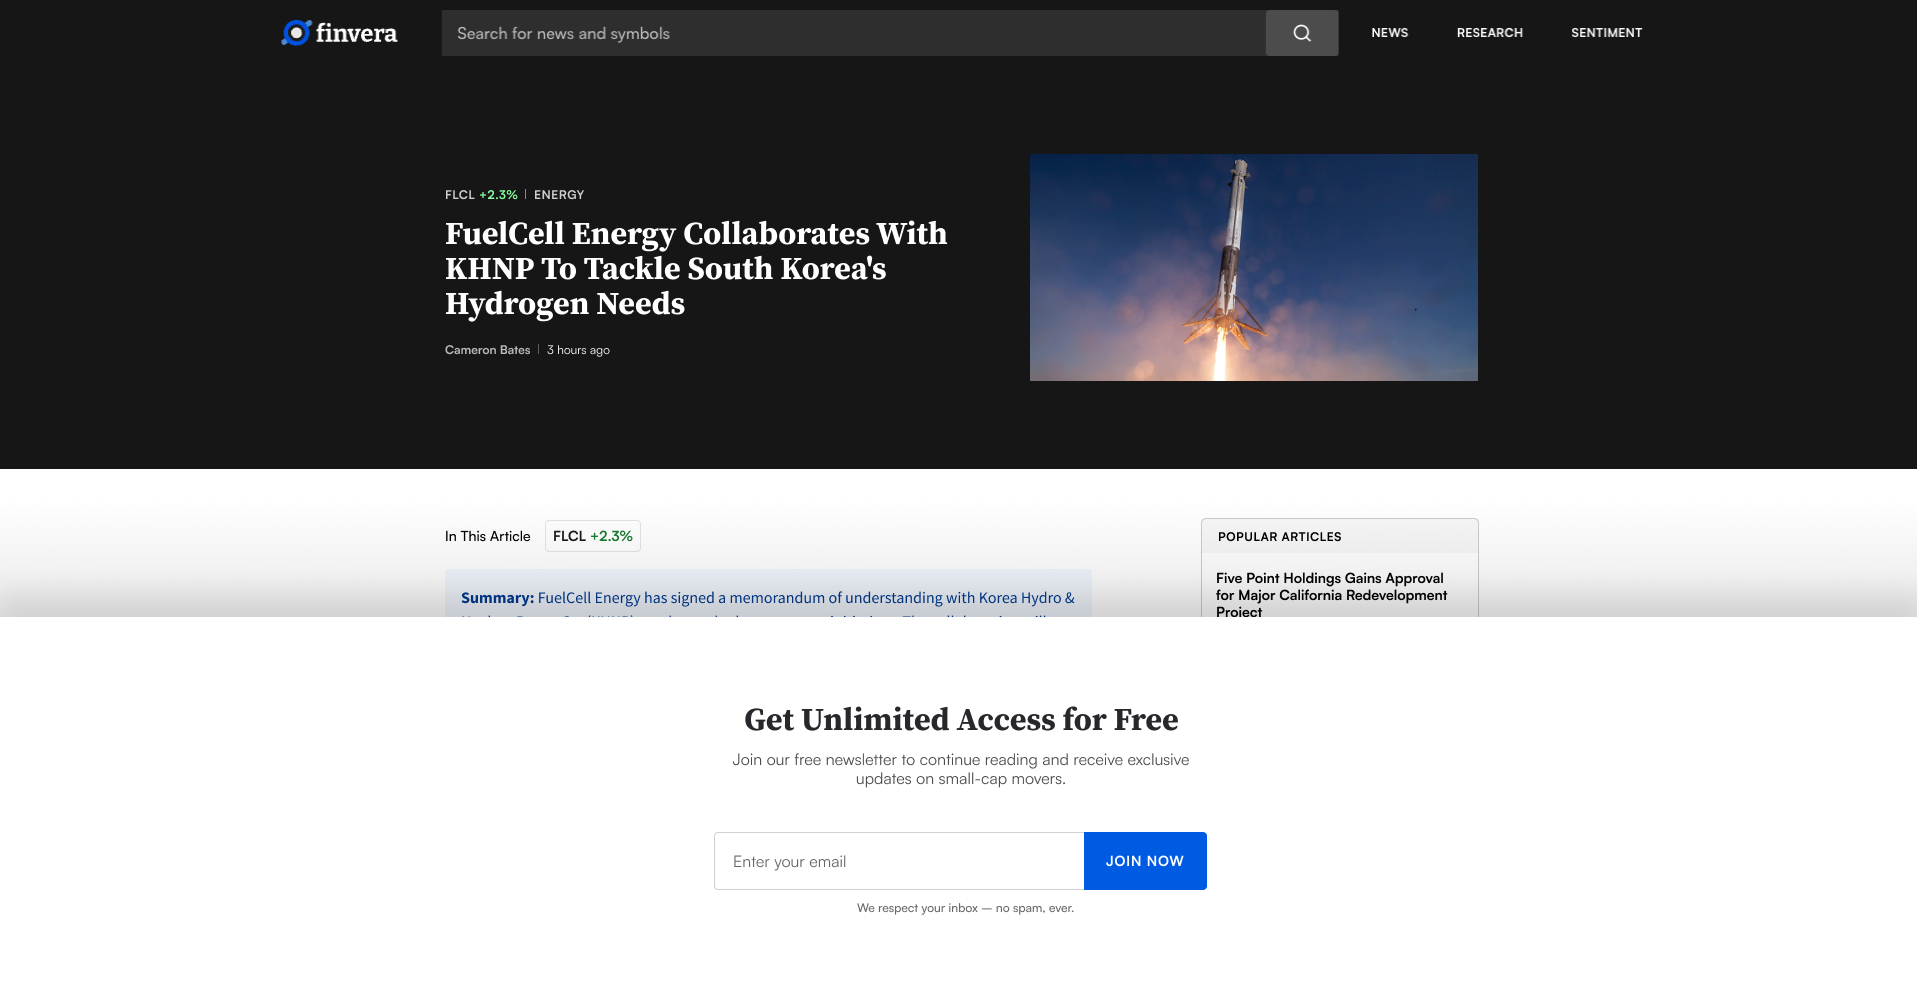 finvera
Search for news and symbols
NEWS
RESEARCH
SENTIMENT
FLCL +2.3% | ENERGY
FuelCell Energy Collaborates With
KHNP To Tackle South Korea's
Hydrogen Needs
Cameron Bates | 3 hours ago
In This Article
FLCL +2.3%
Summary: FuelCell Energy has signed a memorandum of understanding with Korea Hydro &
POPULAR ARTICLES
Five Point Holdings Gains Approval
for Major California Redevelopment
Project
Get Unlimited Access for Free
Join our free newsletter to continue reading and receive exclusive
updates on small-cap movers.
Enter your email
JOIN NOW
We respect your inbox — no spam, ever.